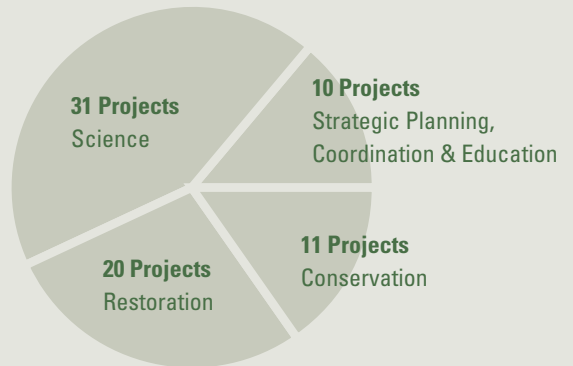 31 Projects
Science
10 Projects
Strategic Planning,
Coordination & Education
20 Projects
Restoration
11 Projects
Conservation